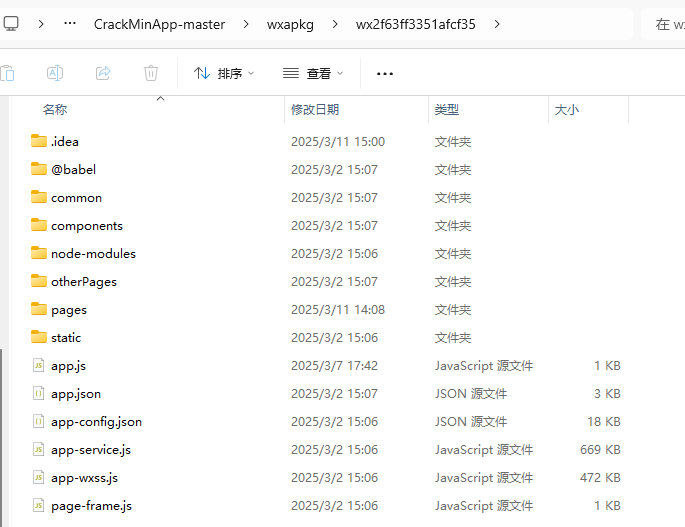 ··· CrackMinApp-master wxapkg wx2f63ff3351afcf35 在 w
排序 查看 ···
名称 修改日期 类型 大小
.idea 2025/3/11 15:00 文件夹
@babel 2025/3/2 15:07 文件夹
common 2025/3/2 15:07 文件夹
components 2025/3/2 15:07 文件夹
node-modules 2025/3/2 15:06 文件夹
otherPages 2025/3/2 15:07 文件夹
pages 2025/3/11 14:08 文件夹
static 2025/3/2 15:06 文件夹
app.js 2025/3/7 17:42 JavaScript 源文件 1 KB
app.json 2025/3/2 15:07 JSON 源文件 3 KB
app-config.json 2025/3/2 15:06 JSON 源文件 18 KB
app-service.js 2025/3/2 15:06 JavaScript 源文件 669 KB
app-wxss.js 2025/3/2 15:06 JavaScript 源文件 472 KB
page-frame.js 2025/3/2 15:06 JavaScript 源文件 1 KB